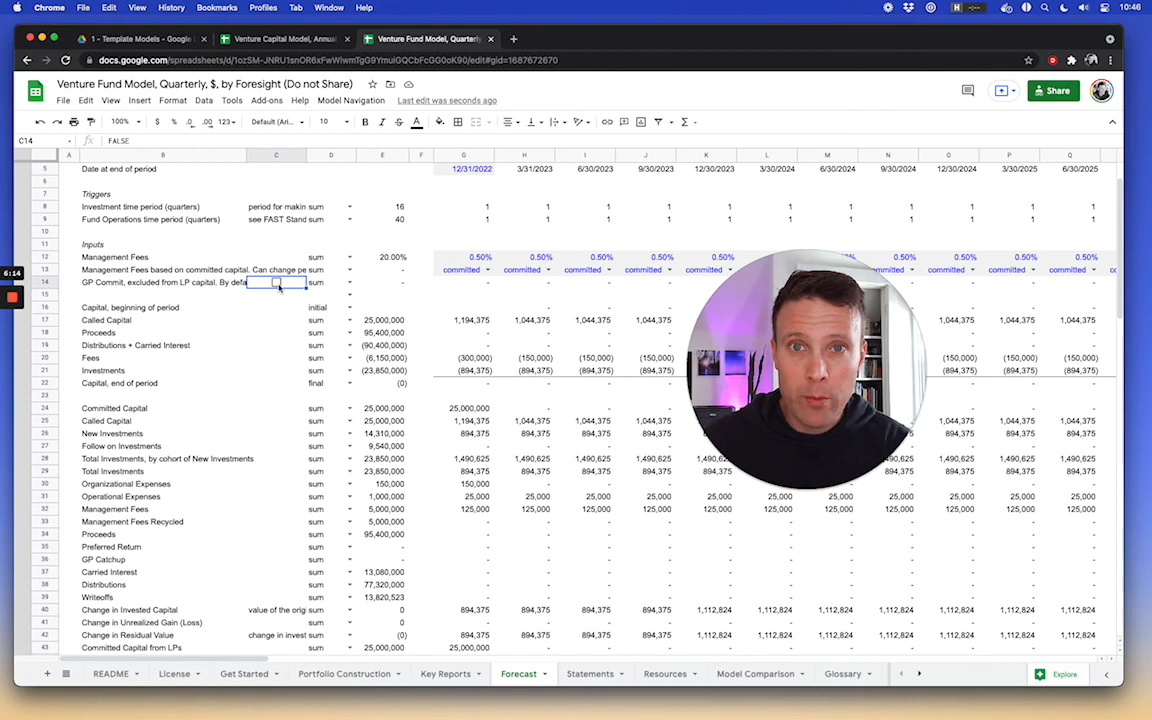 Chrome File Edit View History Bookmarks Profiles Tab Window Help H -:-- 10:46
1 - Template Models - Google Venture Capital Model, Annua Venture Fund Model, Quarterly
docs.google.com/spreadsheets/d/1ozSM-JNRU1snOR6xFwWiwmTgG9YmuiGQCbFcGG0oK90/edit#gid=1687672670
Venture Fund Model, Quarterly, $, by Foresight (Do not Share)
File Edit View Insert Format Data Tools Add-ons Help Model Navigation Last edit was seconds ago
Share
100% $ % .0 .00 123 Default (Ari... 10 B I S A
C14 fx FALSE
A B C D E F G H I J K L M N O P Q
5 Date at end of period 12/31/2022 3/31/2023 6/30/2023 9/30/2023 12/30/2023 3/30/2024 6/30/2024 9/30/2024 12/30/2024 3/30/2025 6/30/2025
6
7 Triggers
8 Investment time period (quarters) period for makin sum 16 1 1 1 1 1 1 1 1 1 1 1
9 Fund Operations time period (quarters) see FAST Stand sum 40 1 1 1 1 1 1 1 1 1 1 1
10
11 Inputs
12 Management Fees sum 20.00% 0.50% 0.50% 0.50% 0.50% 0.50% 0.50% 0.50% 0.50% 0.50% 0.50%
13 Management Fees based on committed capital. Can change pe sum - committed committed committed committed committed committed committed committed committed committed
14 GP Commit, excluded from LP capital. By defa sum - - - - - - - - - -
15
16 Capital, beginning of period initial - - - - - - - -
17 Called Capital sum 25,000,000 1,194,375 1,044,375 1,044,375 1,044,375 1,044,375 1,044,375 1,044,375
18 Proceeds sum 95,400,000 - - - - - - -
19 Distributions + Carried Interest sum (90,400,000) - - - - - - -
20 Fees sum (6,150,000) (300,000) (150,000) (150,000) (150,000) (150,000) (150,000) (150,000)
21 Investments sum (23,850,000) (894,375) (894,375) (894,375) (894,375) (894,375) (894,375) (894,375)
22 Capital, end of period final (0) - - - - - - -
23
24 Committed Capital sum 25,000,000 25,000,000 - - - - - -
25 Called Capital sum 25,000,000 1,194,375 1,044,375 1,044,375 1,044,375 1,044,375 1,044,375 1,044,375
26 New Investments sum 14,310,000 894,375 894,375 894,375 894,375 894,375 894,375 894,375
27 Follow on Investments sum 9,540,000 - - - - - - -
28 Total Investments, by cohort of New Investments sum 23,850,000 1,490,625 1,490,625 1,490,625 1,490,625 1,490,625 1,490,625 1,490,625
29 Total Investments sum 23,850,000 894,375 894,375 894,375 894,375 894,375 894,375 894,375 894,375
30 Organizational Expenses sum 150,000 150,000 - - - - - - - -
31 Operational Expenses sum 1,000,000 25,000 25,000 25,000 25,000 25,000 25,000 25,000 25,000 25,000 25,000 25,000
32 Management Fees sum 5,000,000 125,000 125,000 125,000 125,000 125,000 125,000 125,000 125,000 125,000 125,000 125,000
33 Management Fees Recycled sum 5,000,000 - - - - - - - - - - -
34 Proceeds sum 95,400,000 - - - - - - - - - - -
35 Preferred Return sum - - - - - - - - - - - -
36 GP Catchup sum - - - - - - - - - - - -
37 Carried Interest sum 13,080,000 - - - - - - - - - - -
38 Distributions sum 77,320,000 - - - - - - - - - - -
39 Writeoffs sum 13,820,523 - - - - - - - - - - -
40 Change in Invested Capital value of the orig sum 0 894,375 894,375 894,375 894,375 1,112,824 1,112,824 1,112,824 1,112,824 1,112,824 1,112,824 1,112,824
41 Change in Unrealized Gain (Loss) sum 0 - - - - - - - - - - -
42 Change in Residual Value change in invest sum (0) 894,375 894,375 894,375 894,375 1,112,824 1,112,824 1,112,824 1,112,824 1,112,824 1,112,824 1,112,824
43 Committed Capital from LPs sum 25,000,000 25,000,000 - - - - - - - - - -
6:14
README License Get Started Portfolio Construction Key Reports Forecast Statements Resources Model Comparison Glossary Explore